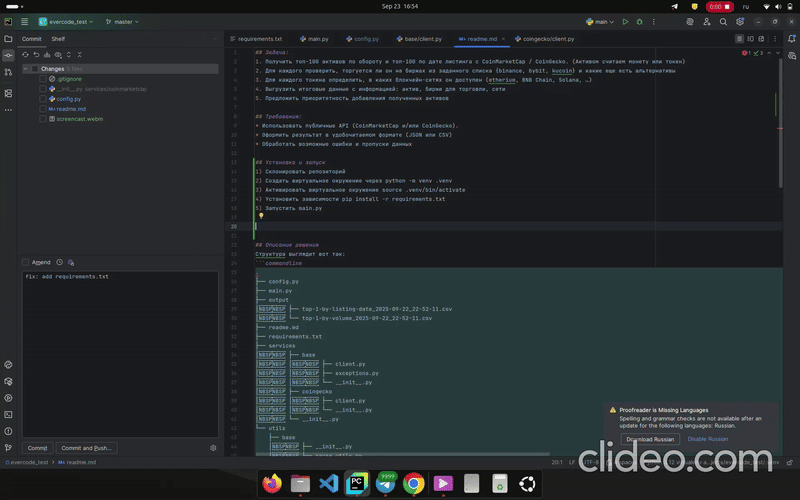 Sep 23 16:54
0:00
ru
evercode_test
master
main
Commit
Shelf
requirements.txt
main.py
config.py
base/client.py
readme.md
coingecko/client.py
Changes
.gitignore
__init__.py
config.py
readme.md
screencast.webm
## Задача:
1. Получить топ-100 активов по обороту и топ-100 по дате листинга с CoinMarketCap / CoinGecko. (Активом считаем монету или токен)
2. Для каждого проверить, торгуется ли он на биржах из заданного списка (binance, bybit, kucoin) и какие еще есть альтернативы
3. Для каждого токена определить, в каких блокчейн-сетях он доступен (etherium, BNB Chain, Solana, …)
4. Выгрузить итоговые данные с информацией: актив, биржи для торговли, сети
5. Предложить приоритетность добавления полученных активов
## Требования:
* Использовать публичные API (CoinMarketCap и/или CoinGecko).
* Оформить результат в удобочитаемом формате (JSON или CSV)
* Обработать возможные ошибки и пропуски данных
## Установка и запуск
1) Склонировать репозиторий
2) Создать виртуальное окружение через python -m venv .venv
3) Активировать виртуальное окружение source .venv/bin/activate
4) Установить зависимости pip install -r requirements.txt
5) Запустить main.py
## Описание решения
Структура выглядит вот так:
```commandline
.
├── config.py
├── main.py
├── output
│NBSPNBSP ├── top-1-by-listing-date_2025-09-22_22-52-11.csv
│NBSPNBSP └── top-1-by-volume_2025-09-22_22-52-11.csv
├── readme.md
├── requirements.txt
├── services
│NBSPNBSP ├── base
│NBSPNBSP │NBSPNBSP ├── client.py
│NBSPNBSP │NBSPNBSP ├── exceptions.py
│NBSPNBSP │NBSPNBSP └── __init__.py
│NBSPNBSP ├── coingecko
│NBSPNBSP │NBSPNBSP ├── client.py
│NBSPNBSP │NBSPNBSP └── __init__.py
│NBSPNBSP └── __init__.py
└── utils
├── base
│NBSPNBSP ├── __init__.py
Amend
Fix: add requirements.txt
Commit
Commit and Push...
Proofreader is Missing Languages
Spelling and grammar checks are not available after an
update for the following languages: Russian.
Download Russian
Disable Russian
evercode_test
readme.md
20:1
LF
clideo.com